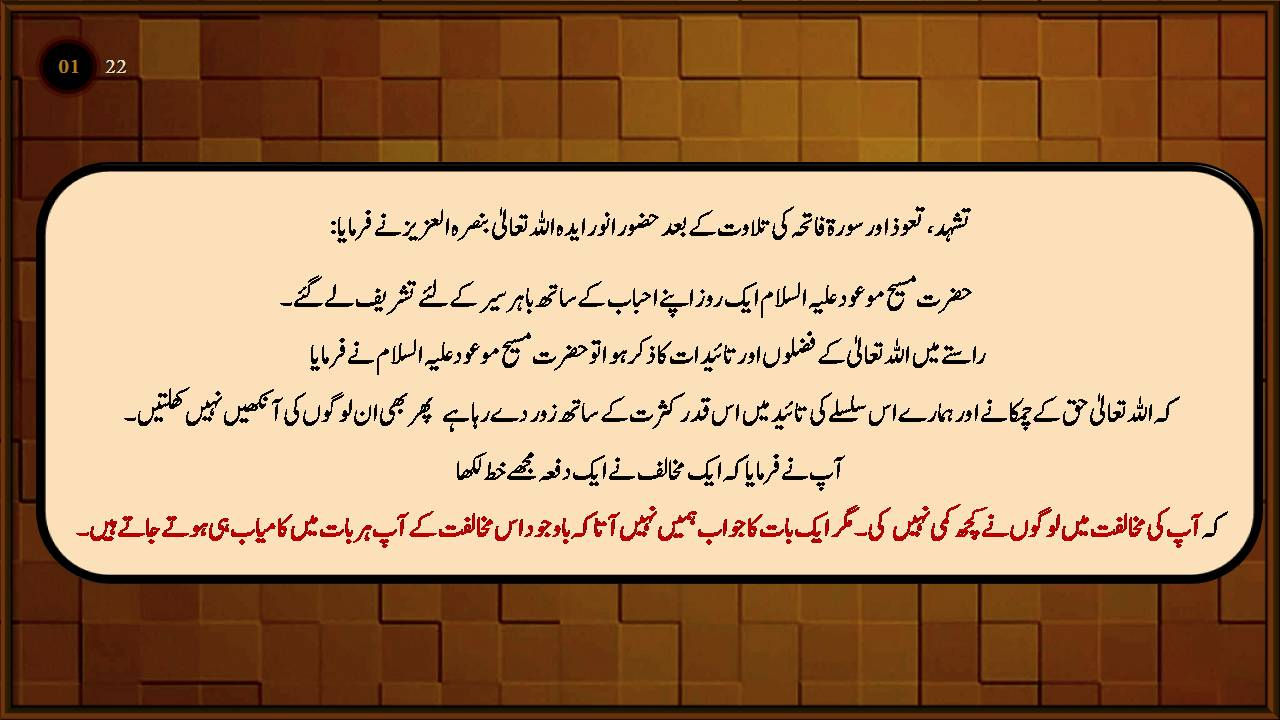 01 22
تشہد، تعوذ اور سورۃ فاتحہ کی تلاوت کے بعد حضور انور ایدہ اللہ تعالیٰ بنصرہ العزیز نے فرمایا:
حضرت مسیح موعود علیہ السلام ایک روز اپنے احباب کے ساتھ باہر سیر کے لئے تشریف لے گئے۔
راستے میں اللہ تعالیٰ کے فضلوں اور تائیدات کا ذکر ہوا تو حضرت مسیح موعود علیہ السلام نے فرمایا
کہ اللہ تعالیٰ حق کے چمکانے اور ہمارے اس سلسلے کی تائید میں اس قدر کثرت کے ساتھ زور دے رہا ہے پھر بھی ان لوگوں کی آنکھیں نہیں کھلتیں۔
آپ نے فرمایا کہ ایک مخالف نے ایک دفعہ مجھے خط لکھا
کہ آپ کی مخالفت میں لوگوں نے کچھ کمی نہیں کی۔ مگر ایک بات کا جواب ہمیں نہیں آتا کہ باوجود اس مخالفت کے آپ ہر بات میں کامیاب ہی ہوتے جاتے ہیں۔